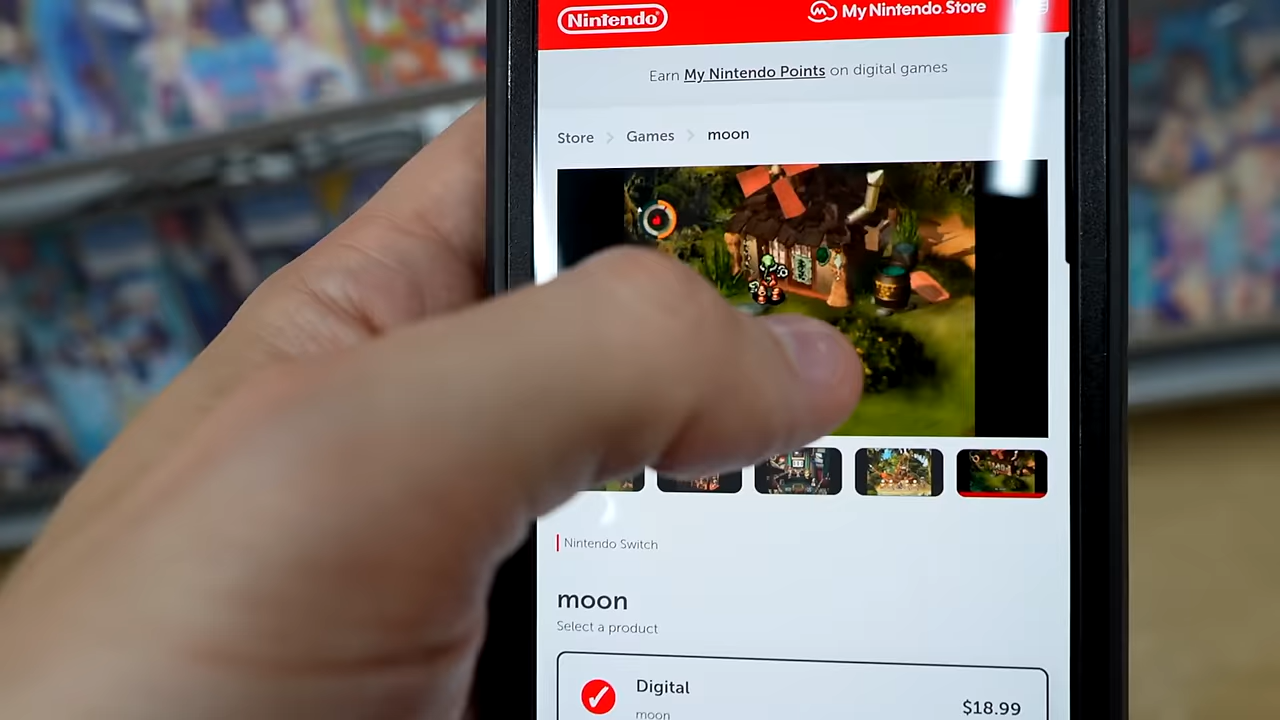 Nintendo
My Nintendo Store
Earn My Nintendo Points on digital games
Store > Games > moon
Nintendo Switch
moon
Select a product
Digital
moon
$18.99